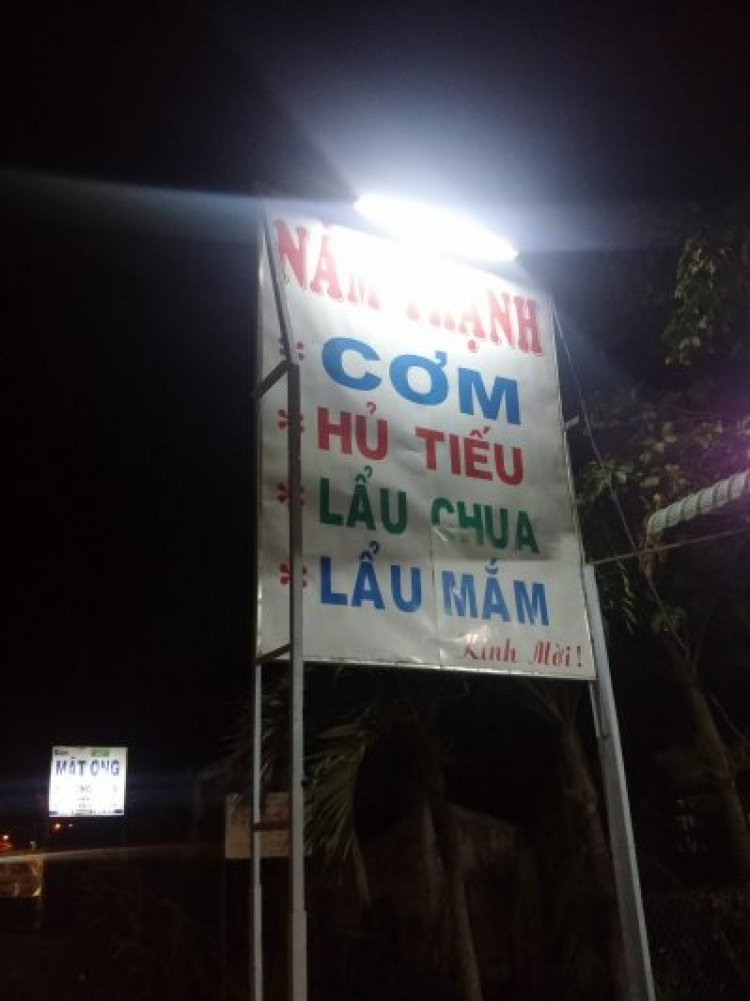 NĂM THẠNH
CƠM
HỦ TIẾU
LẨU CHUA
LẨU MẮM
Kính Mời!
MẬT ONG